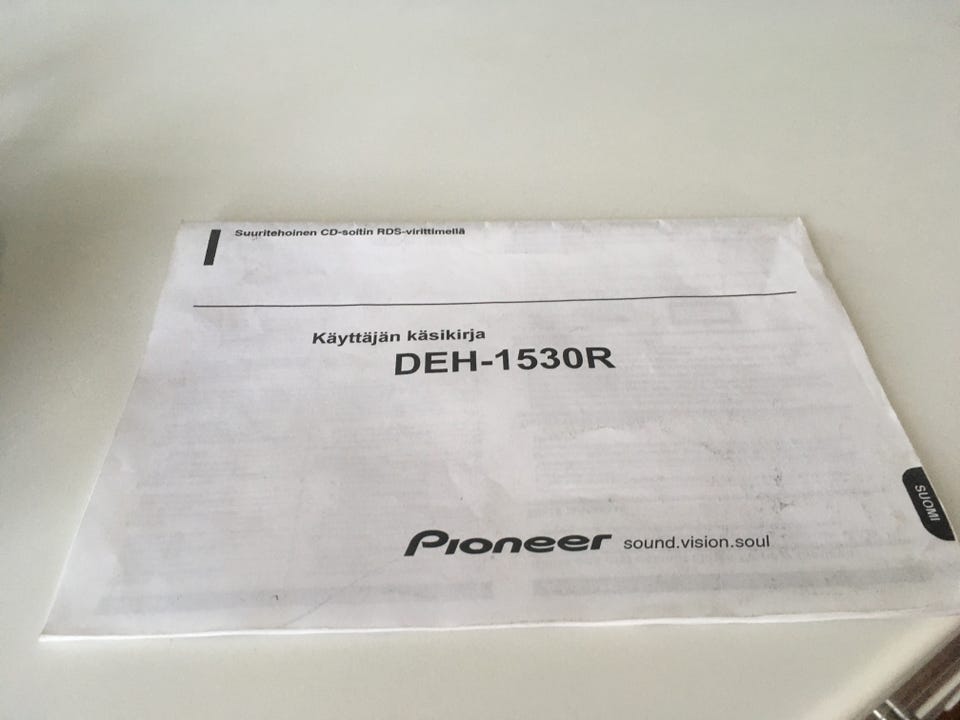 Suuritehoinen CD-soitin RDS-virittimellä
Käyttäjän käsikirja
DEH-1530R
SUOMI
Pioneer sound.vision.soul